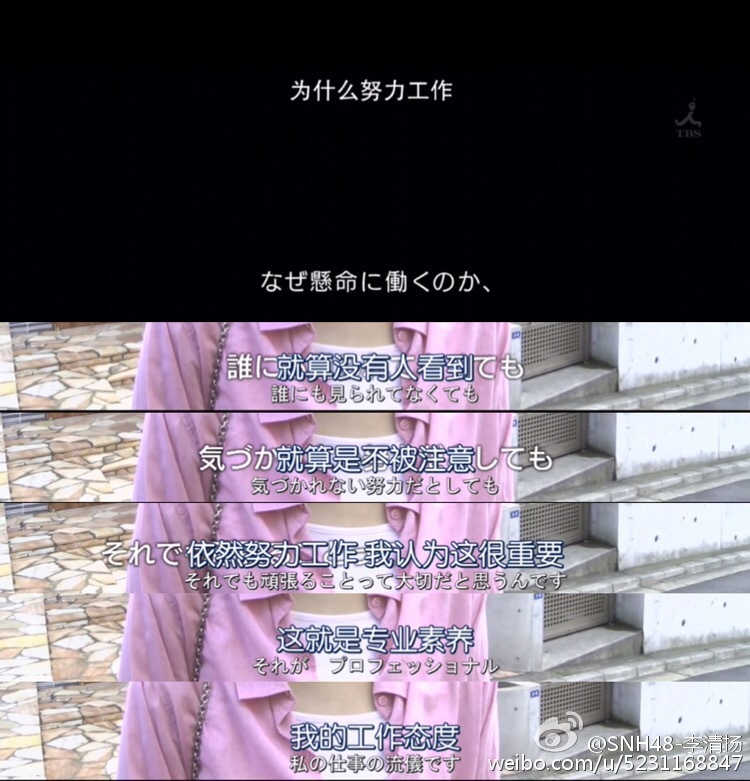 为什么努力工作
TBS
なぜ懸命に働くのか、
誰に就算没有人看到ても
誰にも見られてなくても
気づか就算是不被注意しても
気づかれない努力だとしても
それで依然努力工作 我认为这很重要
それでも頑張ることって大切だと思うんです
这就是专业素养
それが プロフェッショナル
我的工作态度
私の仕事の流儀です
@SNH48-李清扬
weibo.com/u/5231168847